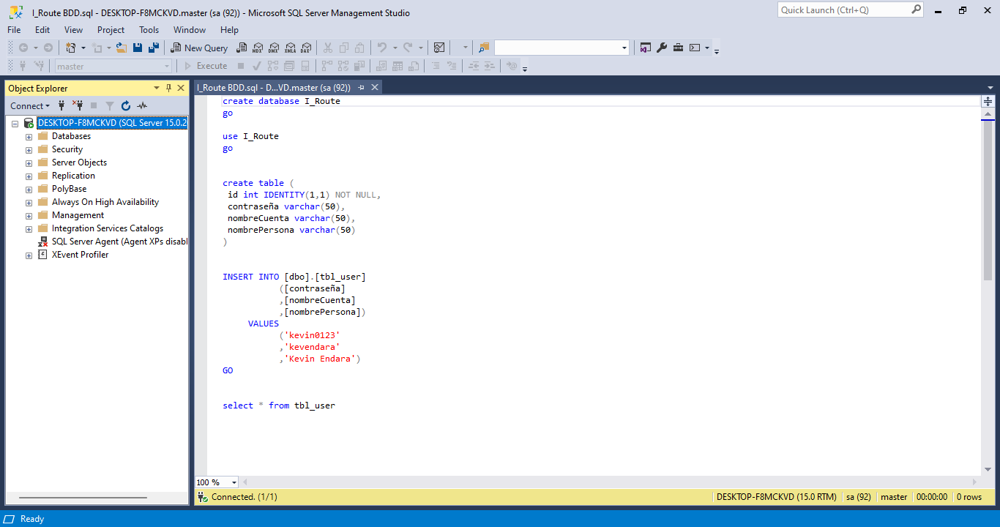 I_Route BDD.sql - DESKTOP-F8MCKVD.master (sa (92)) - Microsoft SQL Server Management Studio
Quick Launch (Ctrl+Q)
File Edit View Project Tools Window Help
New Query MDX DMX XMLA DAX
master Execute
Object Explorer
I_Route BDD.sql - D...VD.master (sa (92))
Connect
DESKTOP-F8MCKVD (SQL Server 15.0.2
Databases
Security
Server Objects
Replication
PolyBase
Always On High Availability
Management
Integration Services Catalogs
SQL Server Agent (Agent XPs disabl
XEvent Profiler
create database I_Route
go
use I_Route
go
create table (
id int IDENTITY(1,1) NOT NULL,
contraseña varchar(50),
nombreCuenta varchar(50),
nombrePersona varchar(50)
)
INSERT INTO [dbo].[tbl_user]
([contraseña]
,[nombreCuenta]
,[nombrePersona])
VALUES
('kevin0123'
,'kevendara'
,'Kevin Endara')
GO
select * from tbl_user
100 %
Connected. (1/1)
DESKTOP-F8MCKVD (15.0 RTM) sa (92) master 00:00:00 0 rows
Ready